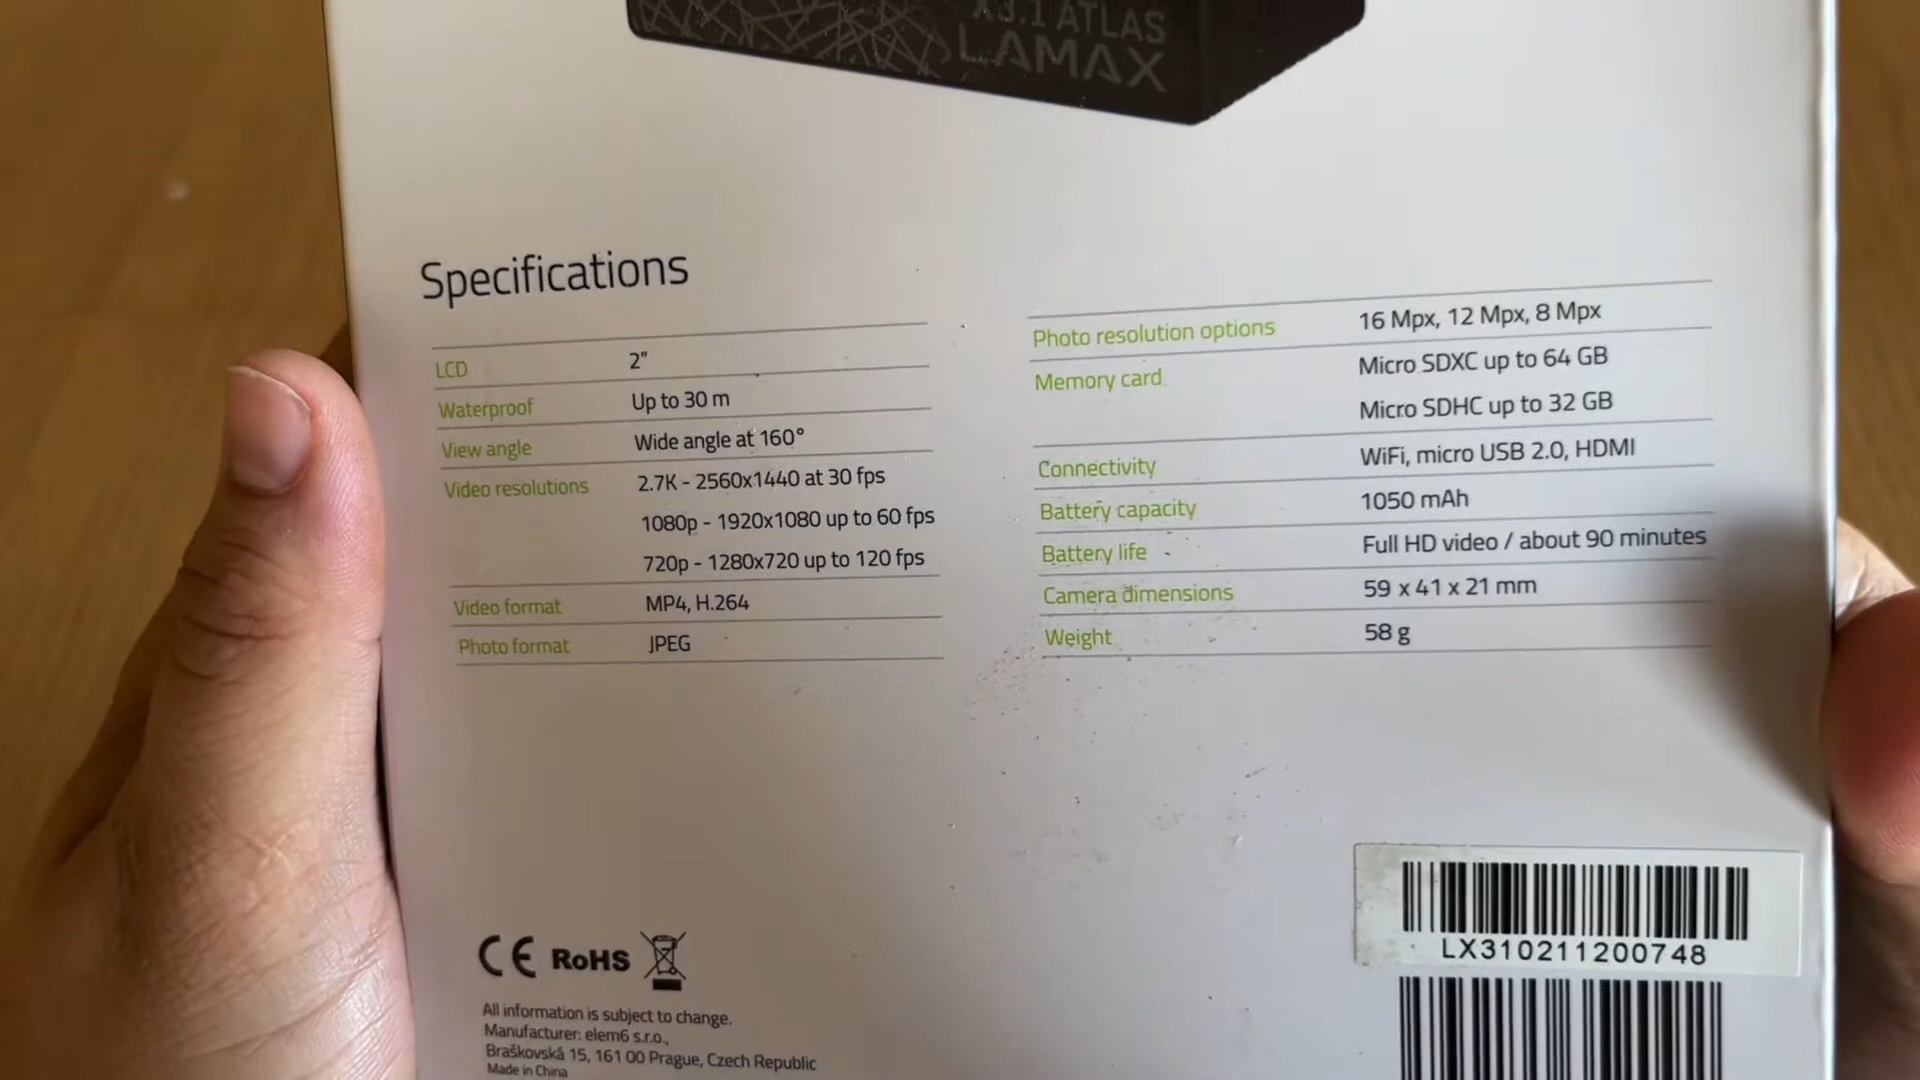 X3.1 ATLAS
LAMAX
Specifications
LCD 2"
Waterproof Up to 30 m
View angle Wide angle at 160°
Video resolutions 2.7K - 2560x1440 at 30 fps
1080p - 1920x1080 up to 60 fps
720p - 1280x720 up to 120 fps
Video format MP4, H.264
Photo format JPEG
Photo resolution options 16 Mpx, 12 Mpx, 8 Mpx
Memory card Micro SDXC up to 64 GB
Micro SDHC up to 32 GB
Connectivity WiFi, micro USB 2.0, HDMI
Battery capacity 1050 mAh
Battery life Full HD video / about 90 minutes
Camera dimensions 59 x 41 x 21 mm
Weight 58 g
CE RoHS
LX310211200748
All information is subject to change.
Manufacturer: elem6 s.r.o.,
Braškovská 15, 161 00 Prague, Czech Republic
Made in China